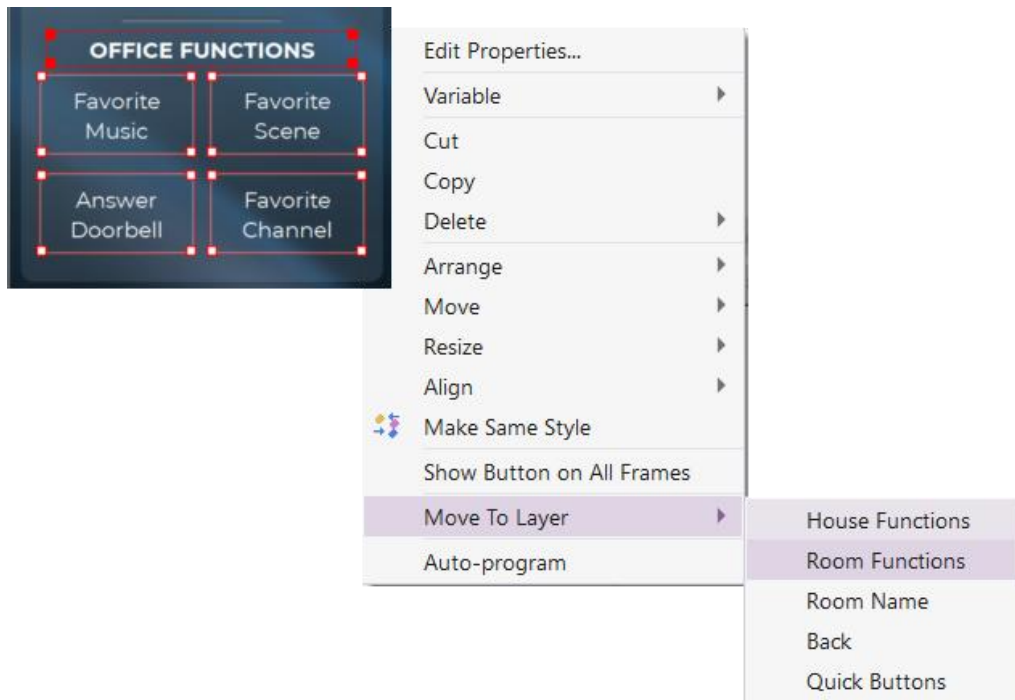 OFFICE FUNCTIONS
Favorite
Music
Favorite
Scene
Answer
Doorbell
Favorite
Channel
Edit Properties...
Variable
Cut
Copy
Delete
Arrange
Move
Resize
Align
Make Same Style
Show Button on All Frames
Move To Layer
Auto-program
House Functions
Room Functions
Room Name
Back
Quick Buttons